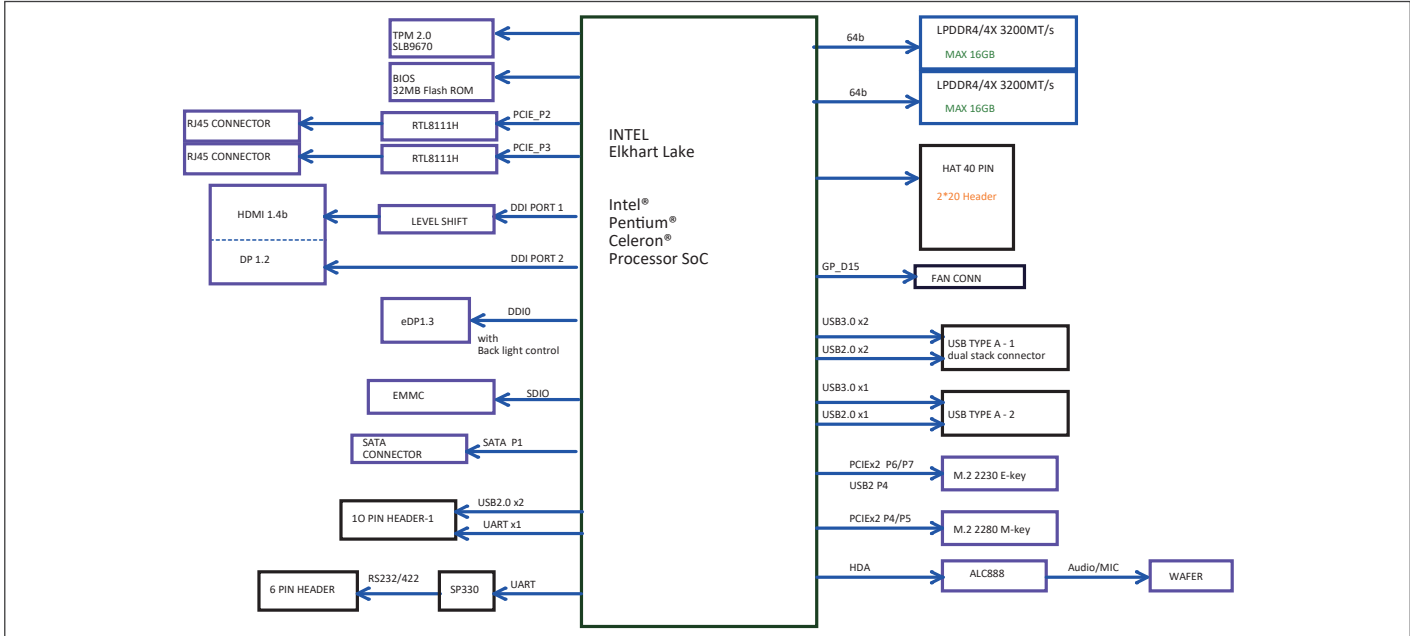 TPM 2.0
SLB9670
BIOS
32MB Flash ROM
RJ45 CONNECTOR
RTL8111H
PCIE_P2
RJ45 CONNECTOR
RTL8111H
PCIE_P3
HDMI 1.4b
LEVEL SHIFT
DDI PORT 1
DP 1.2
DDI PORT 2
eDP1.3
DDI0
with
Back light control
EMMC
SDIO
SATA
CONNECTOR
SATA P1
1O PIN HEADER-1
USB2.0 x2
UART x1
6 PIN HEADER
RS232/422
SP330
UART
INTEL
Elkhart Lake
Intel®
Pentium®
Celeron®
Processor SoC
64b
LPDDR4/4X 3200MT/s
MAX 16GB
64b
LPDDR4/4X 3200MT/s
MAX 16GB
HAT 40 PIN
2*20 Header
GP_D15
FAN CONN
USB3.0 x2
USB2.0 x2
USB TYPE A - 1
dual stack connector
USB3.0 x1
USB2.0 x1
USB TYPE A - 2
PCIEx2 P6/P7
USB2 P4
M.2 2230 E-key
PCIEx2 P4/P5
M.2 2280 M-key
HDA
ALC888
Audio/MIC
WAFER